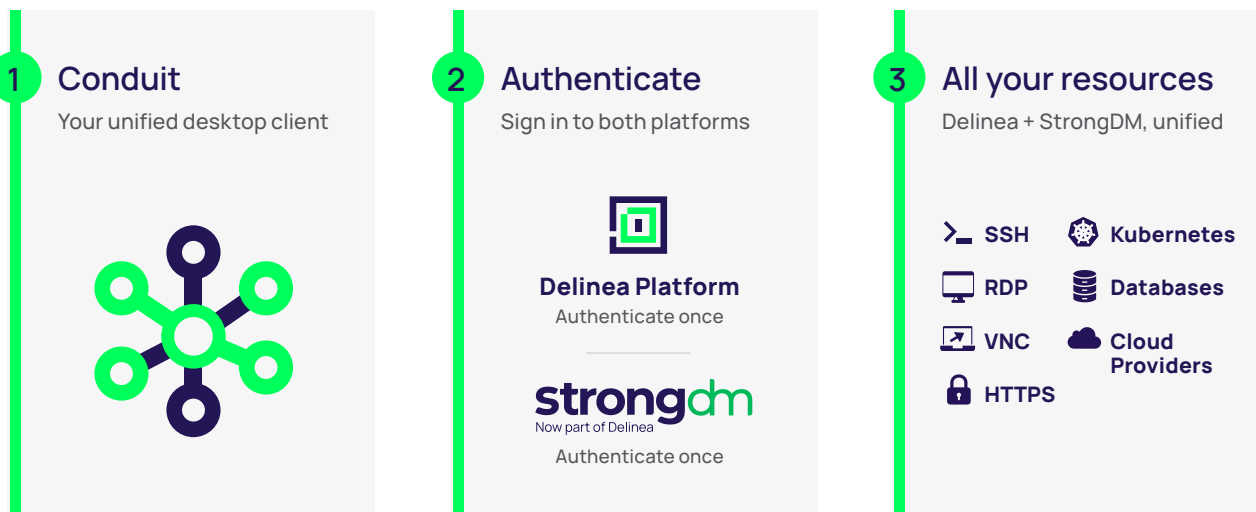 1
Conduit
Your unified desktop client
2
Authenticate
Sign in to both platforms
Delinea Platform
Authenticate once
strongdm
Now part of Delinea
Authenticate once
3
All your resources
Delinea + StrongDM, unified
SSH
RDP
VNC
HTTPS
Kubernetes
Databases
Cloud
Providers